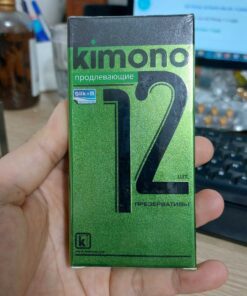 kimono
продлевающие
12
шт.
ПРЕЗЕРВАТИВЫ
k